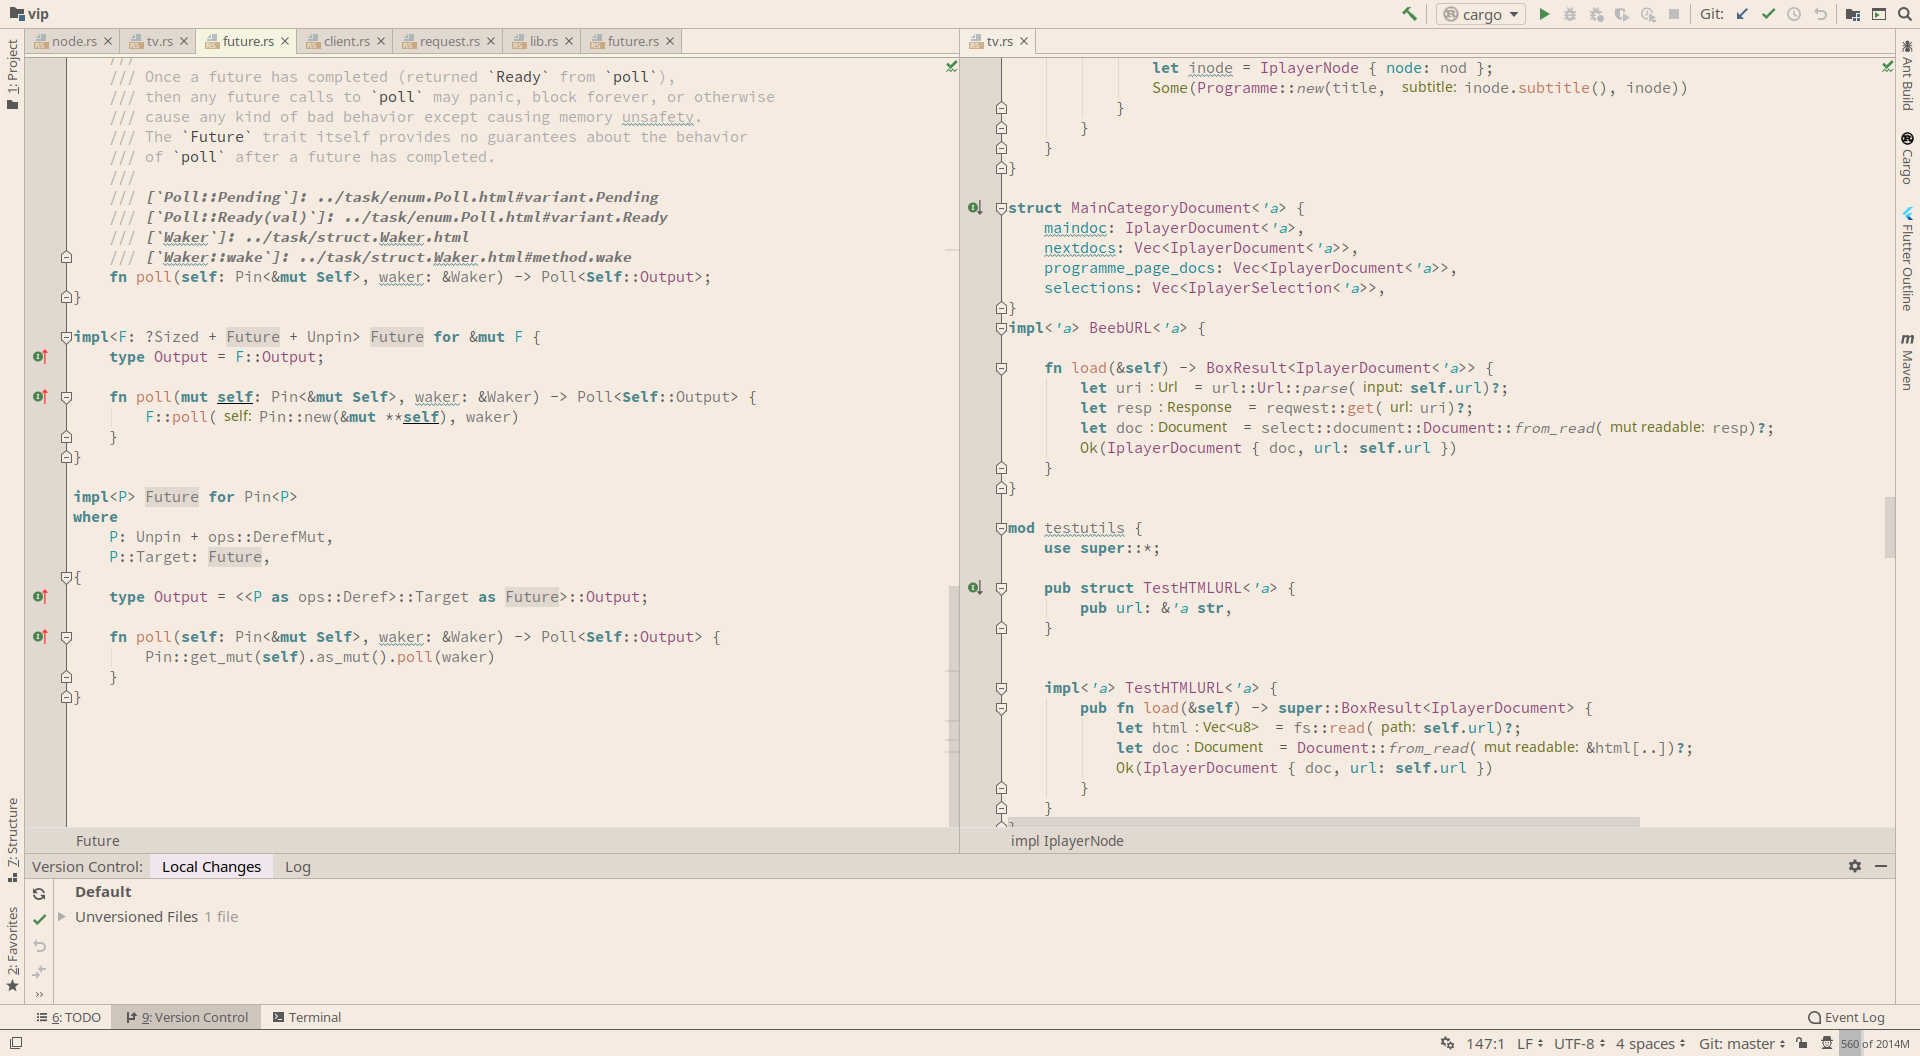 vip
cargo
Git:
node.rs
tv.rs
future.rs
client.rs
request.rs
lib.rs
future.rs
tv.rs
1: Project
7: Structure
2: Favorites
///
/// Once a future has completed (returned `Ready` from `poll`),
/// then any future calls to `poll` may panic, block forever, or otherwise
/// cause any kind of bad behavior except causing memory unsafety.
/// The `Future` trait itself provides no guarantees about the behavior
/// of `poll` after a future has completed.
///
/// [`Poll::Pending`]: ../task/enum.Poll.html#variant.Pending
/// [`Poll::Ready(val)`]: ../task/enum.Poll.html#variant.Ready
/// [`Waker`]: ../task/struct.Waker.html
/// [`Waker::wake`]: ../task/struct.Waker.html#method.wake
fn poll(self: Pin<&mut Self>, waker: &Waker) -> Poll<Self::Output>;
}
impl<F: ?Sized + Future + Unpin> Future for &mut F {
type Output = F::Output;
fn poll(mut self: Pin<&mut Self>, waker: &Waker) -> Poll<Self::Output> {
F::poll( self: Pin::new(&mut **self), waker)
}
}
impl<P> Future for Pin<P>
where
P: Unpin + ops::DerefMut,
P::Target: Future,
{
type Output = <<P as ops::Deref>::Target as Future>::Output;
fn poll(self: Pin<&mut Self>, waker: &Waker) -> Poll<Self::Output> {
Pin::get_mut(self).as_mut().poll(waker)
}
}
Future
let inode = IplayerNode { node: nod };
Some(Programme::new(title, subtitle: inode.subtitle(), inode))
}
}
}
}
struct MainCategoryDocument<'a> {
maindoc: IplayerDocument<'a>,
nextdocs: Vec<IplayerDocument<'a>>,
programme_page_docs: Vec<IplayerDocument<'a>>,
selections: Vec<IplayerSelection<'a>>,
}
impl<'a> BeebURL<'a> {
fn load(&self) -> BoxResult<IplayerDocument<'a>> {
let uri : Url = url::Url::parse( input: self.url)?;
let resp : Response = reqwest::get( url: uri)?;
let doc : Document = select::document::Document::from_read( mut readable: resp)?;
Ok(IplayerDocument { doc, url: self.url })
}
}
mod testutils {
use super::*;
pub struct TestHTMLURL<'a> {
pub url: &'a str,
}
impl<'a> TestHTMLURL<'a> {
pub fn load(&self) -> super::BoxResult<IplayerDocument> {
let html : Vec<u8> = fs::read( path: self.url)?;
let doc : Document = Document::from_read( mut readable: &html[..])?;
Ok(IplayerDocument { doc, url: self.url })
}
}
}
impl IplayerNode
Ant Build
Cargo
Flutter Outline
m
Maven
Version Control:
Local Changes
Log
Default
Unversioned Files 1 file
6: TODO
9: Version Control
Terminal
Event Log
147:1
LF
UTF-8
4 spaces
Git: master
560 of 2014M